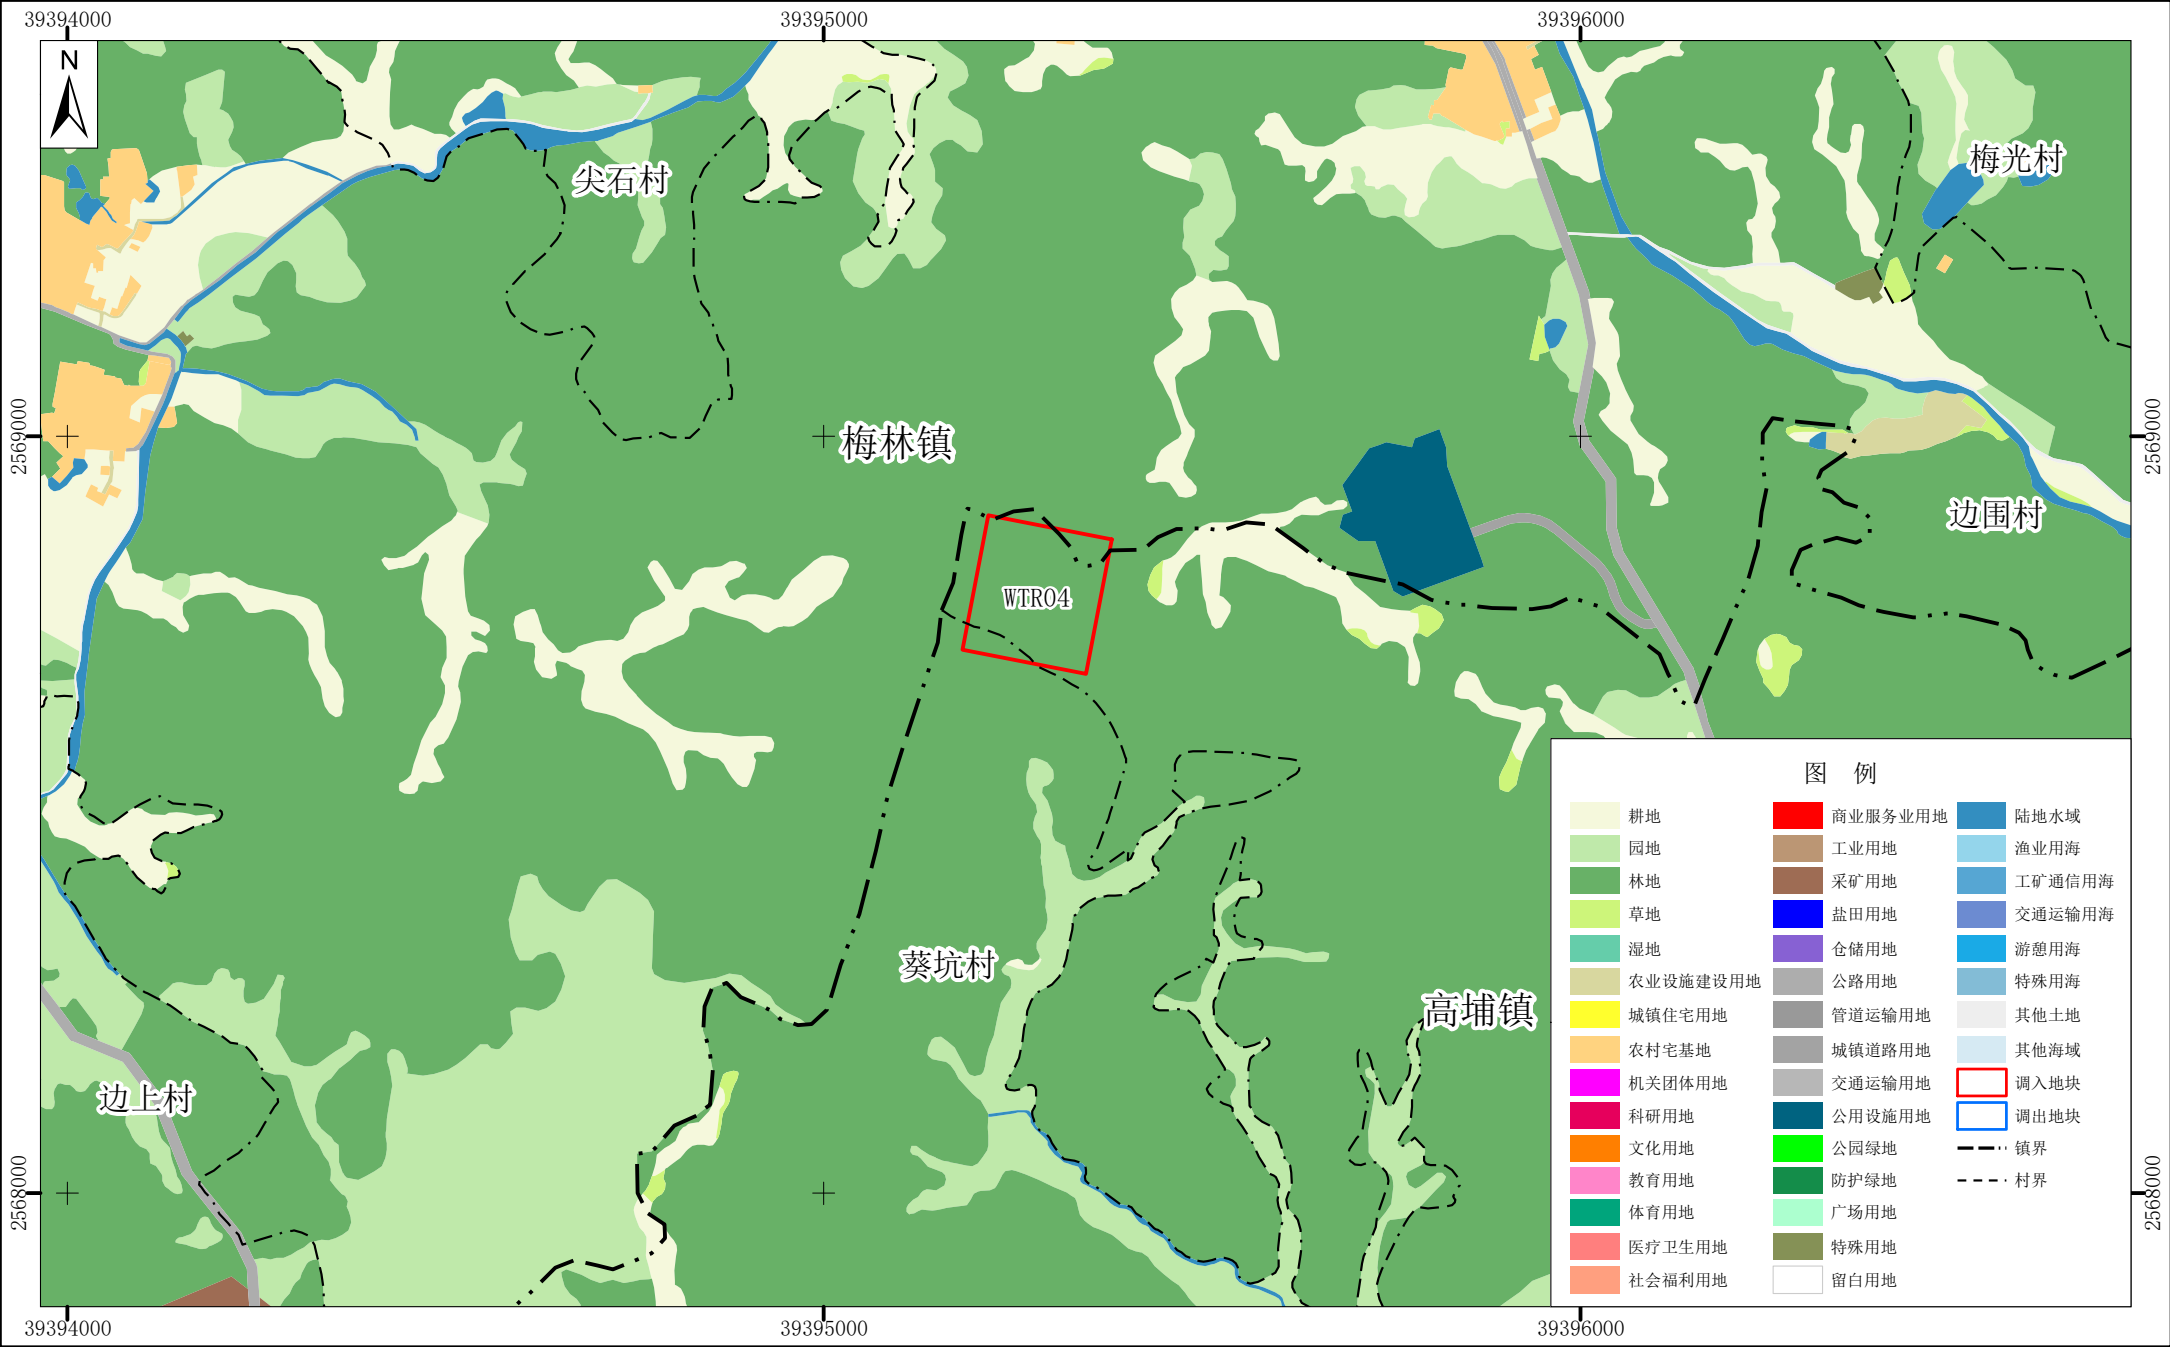 39394000
39395000
39396000
N
尖石村
梅光村
2569000
2569000
梅林镇
边围村
WTR04
葵坑村
高埔镇
边上村
2568000
2568000
图 例
耕地
商业服务业用地
陆地水域
园地
工业用地
渔业用海
林地
采矿用地
工矿通信用海
草地
盐田用地
交通运输用海
湿地
仓储用地
游憩用海
农业设施建设用地
公路用地
特殊用海
城镇住宅用地
管道运输用地
其他土地
农村宅基地
城镇道路用地
其他海域
机关团体用地
交通运输用地
调入地块
科研用地
公用设施用地
调出地块
文化用地
公园绿地
镇界
教育用地
防护绿地
村界
体育用地
广场用地
医疗卫生用地
特殊用地
社会福利用地
留白用地
39394000
39395000
39396000